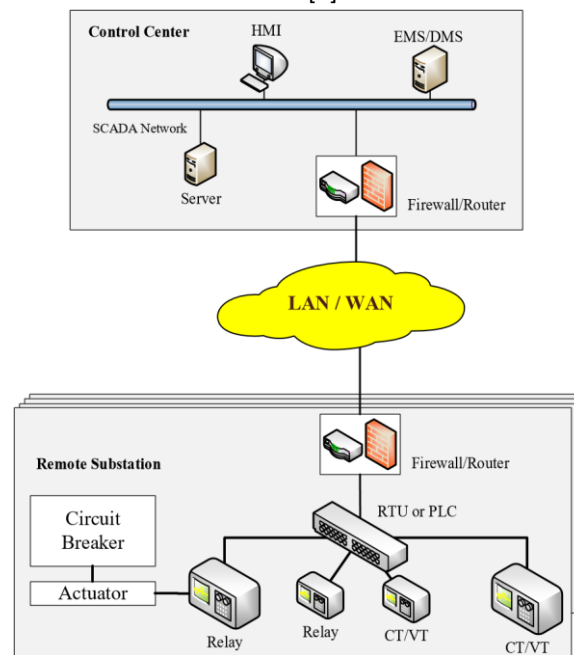 Control Center
HMI
EMS/DMS
SCADA Network
Server
Firewall/Router
LAN / WAN
Remote Substation
Firewall/Router
RTU or PLC
Circuit
Breaker
Actuator
Relay
Relay
CT/VT
CT/VT